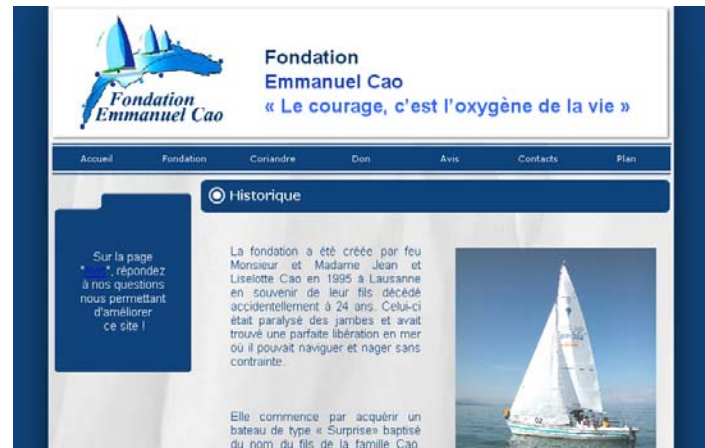 Fondation
Emmanuel Cao
Fondation
Emmanuel Cao
« Le courage, c'est l'oxygène de la vie »
Accueil Fondation Coriandre Don Avis Contacts Plan
Historique
Sur la page
", répondez
à nos questions
nous permettant
d'améliorer
ce site !
La fondation a été créée par feu
Monsieur et Madame Jean et
Liselotte Cao en 1995 à Lausanne
en souvenir de leur fils décédé
accidentellement à 24 ans. Celui-ci
était paralysé des jambes et avait
trouvé une parfaite libération en mer
où il pouvait naviguer et nager sans
contrainte.
Elle commence par acquérir un
bateau de type « Surprise» baptisé
du nom du fils de la famille Cao,